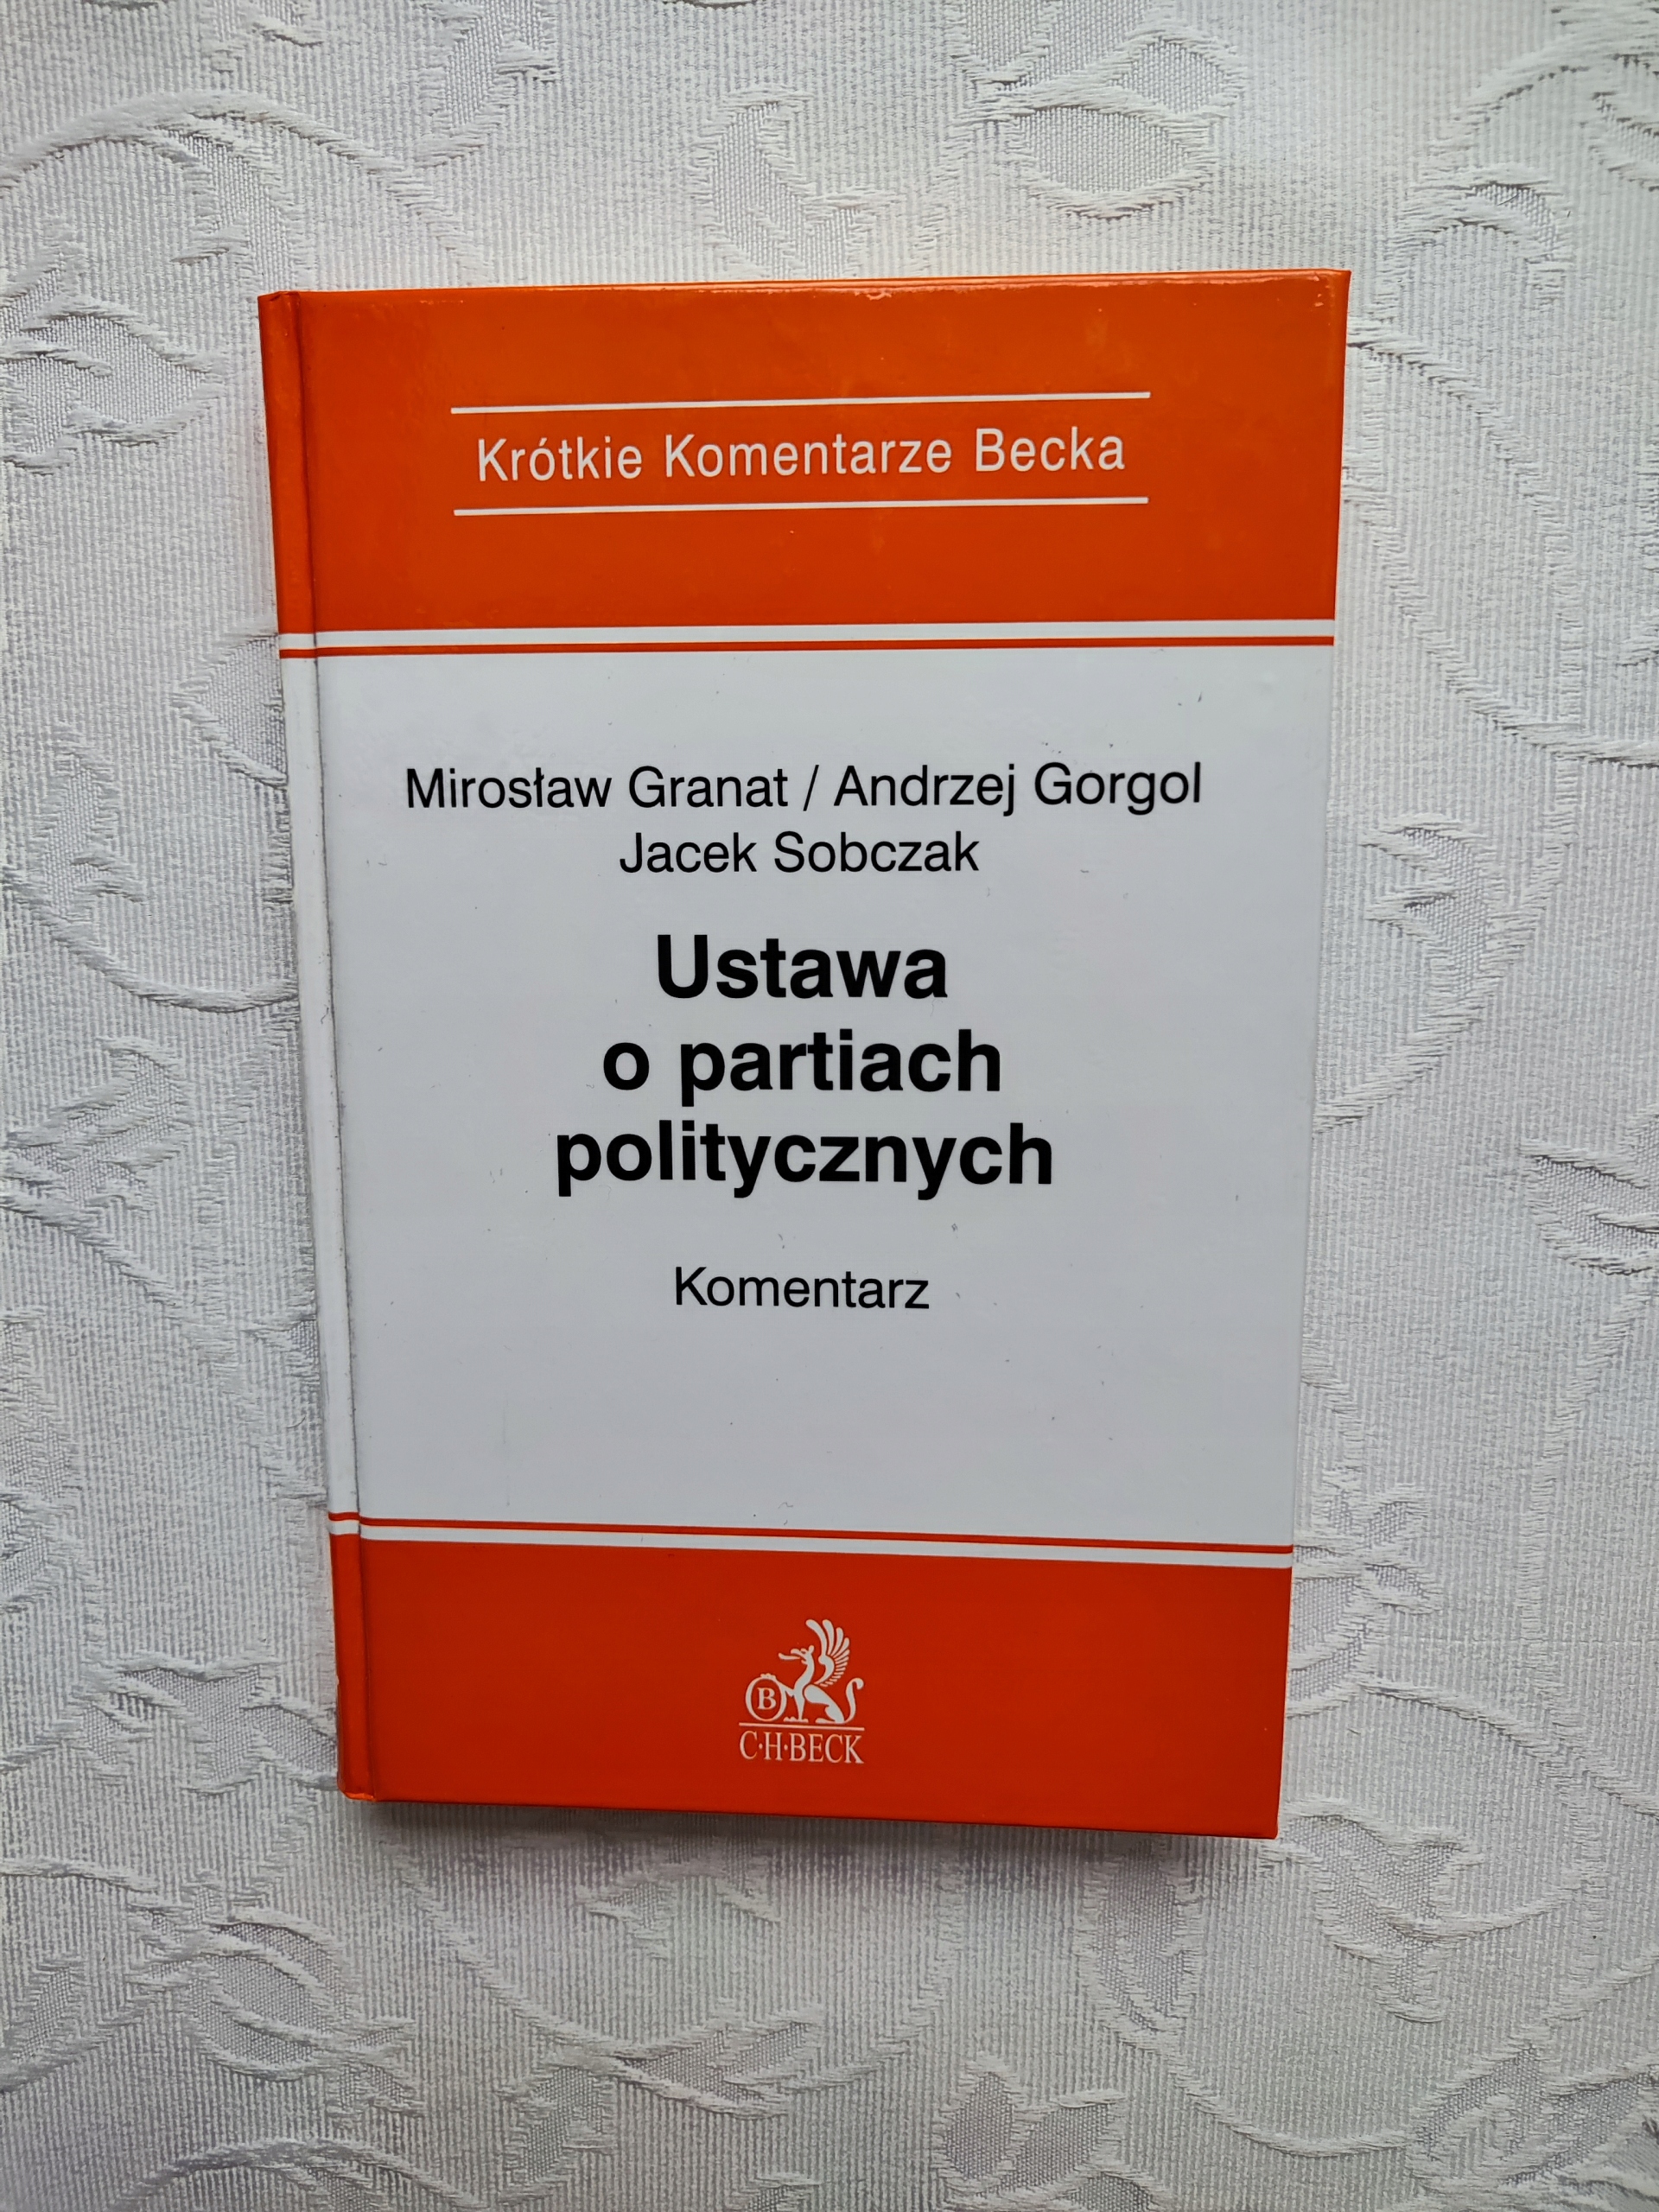 Krótkie Komentarze Becka
Mirosław Granat / Andrzej Gorgol
Jacek Sobczak
Ustawa
o partiach
politycznych
Komentarz
B
C·H·BECK